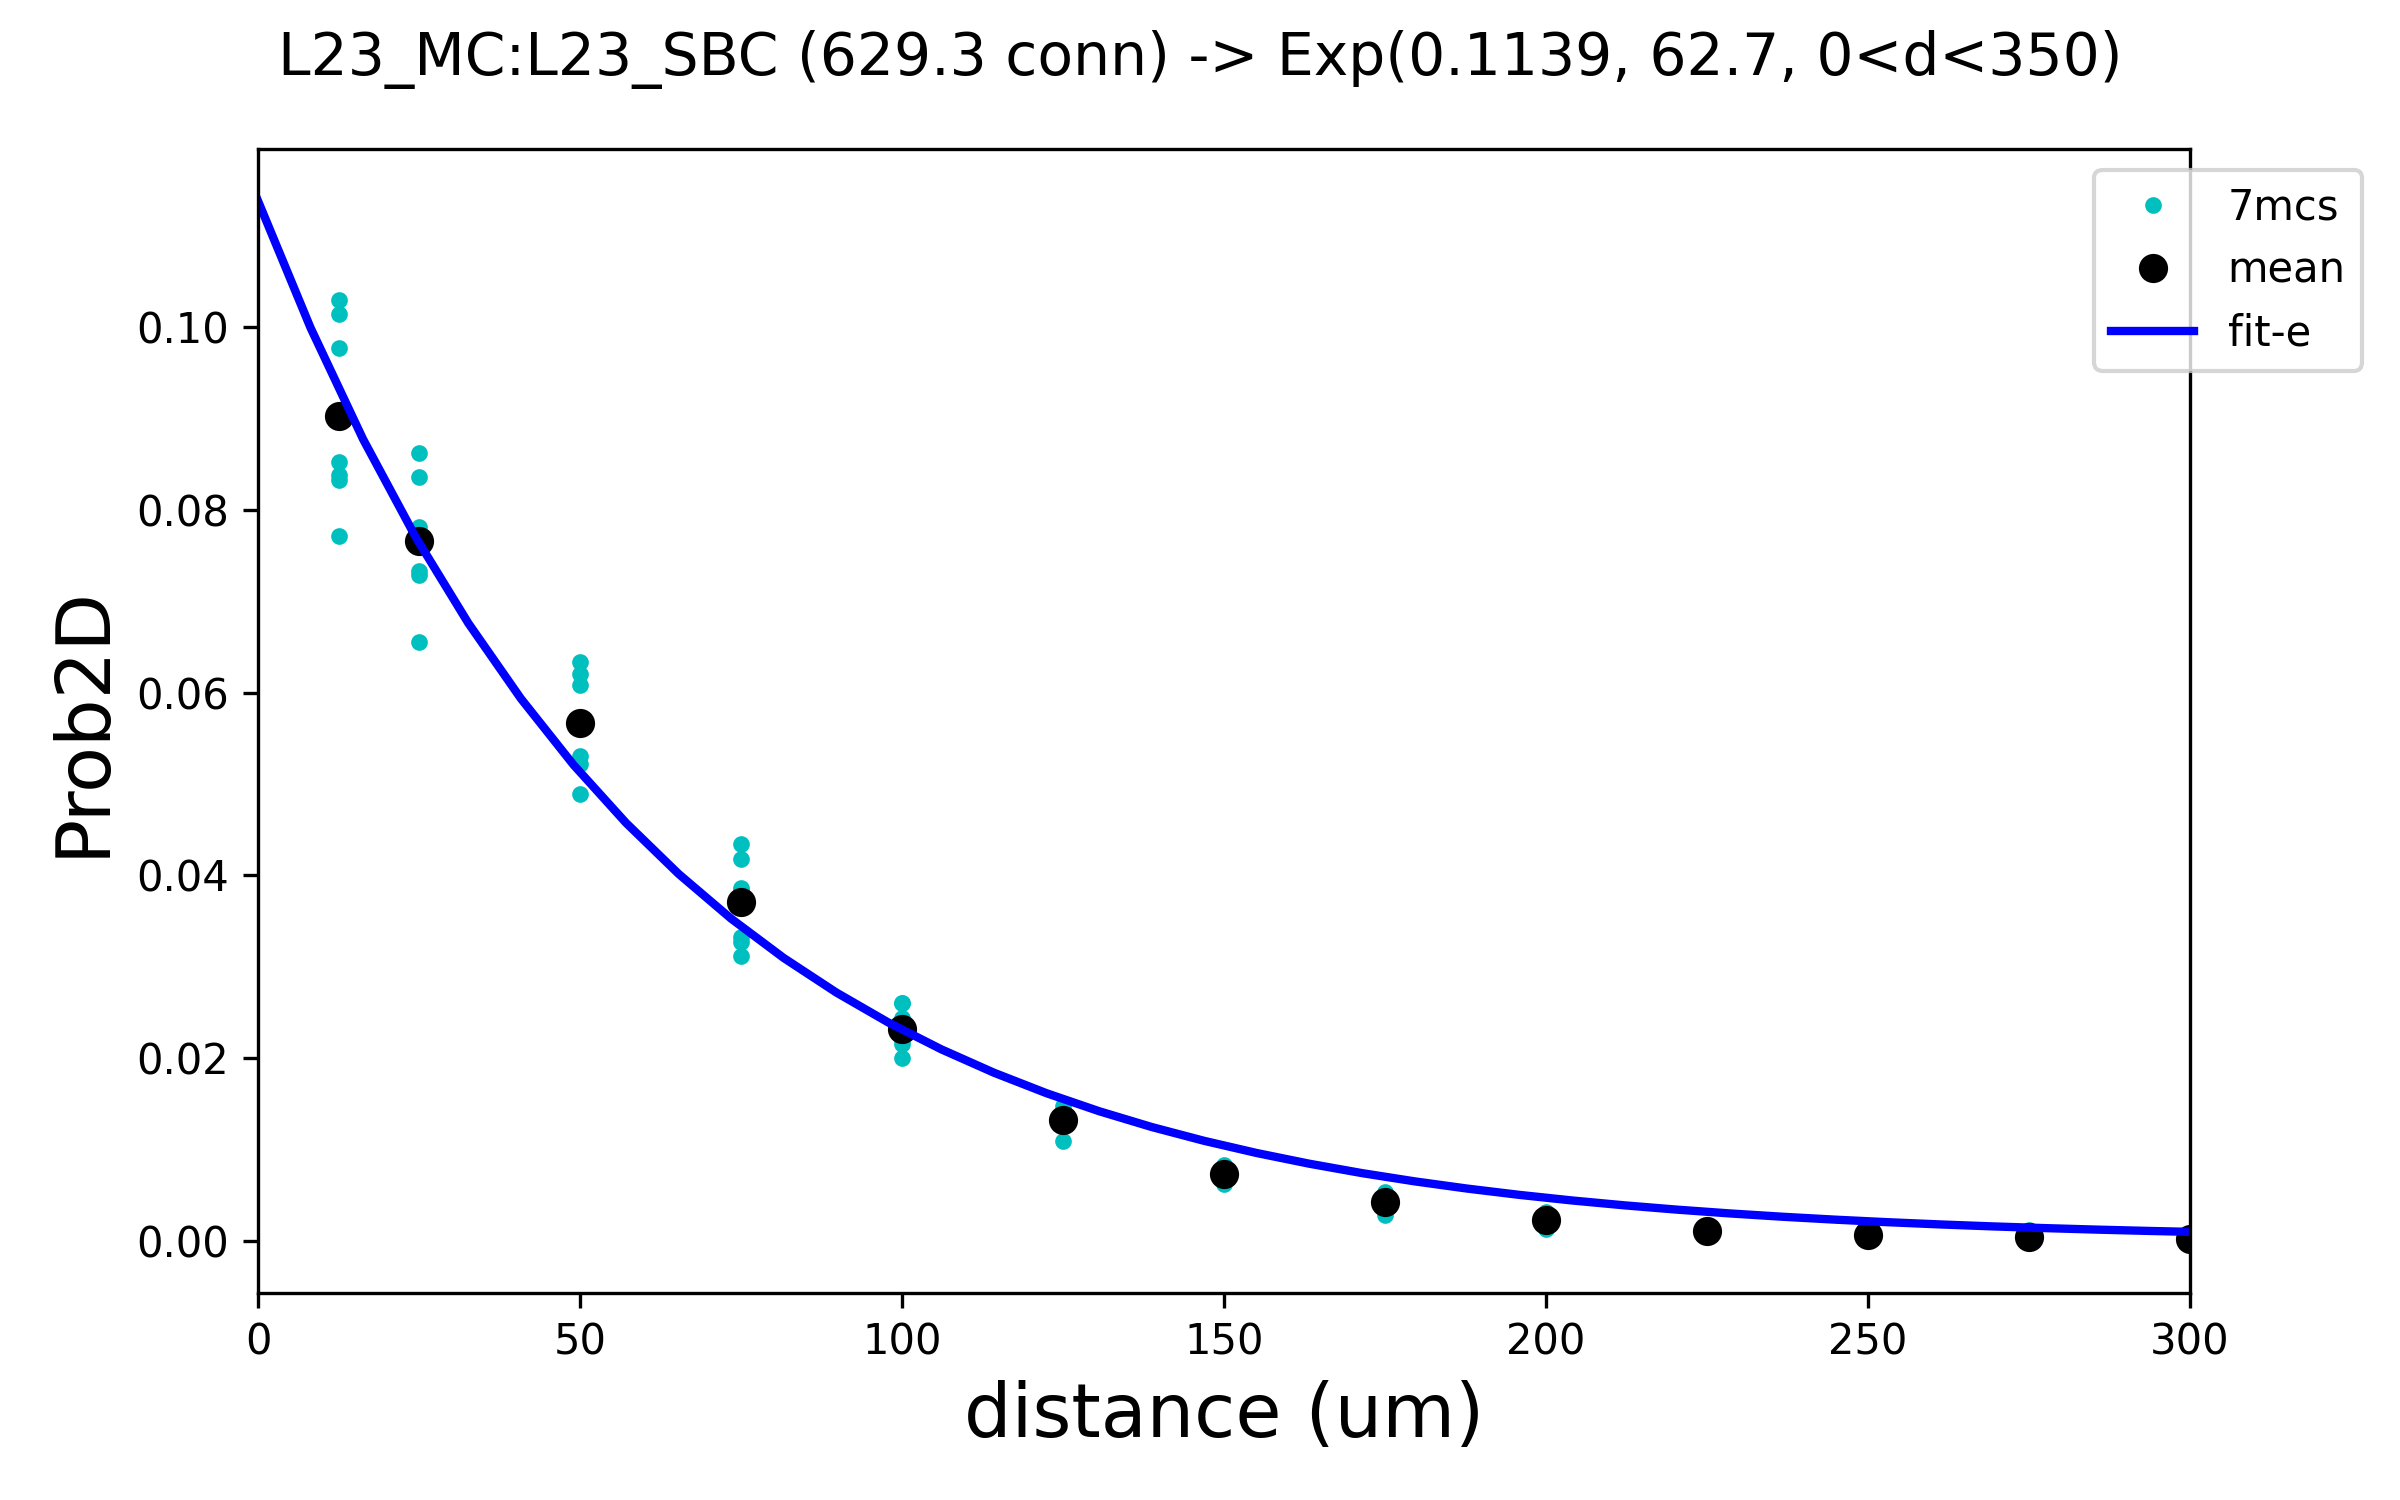 L23_MC:L23_SBC (629.3 conn) -> Exp(0.1139, 62.7, 0<d<350)
7mcs
mean
fit-e
Prob2D
0.10
0.08
0.06
0.04
0.02
0.00
0 50 100 150 200 250 300
distance (um)